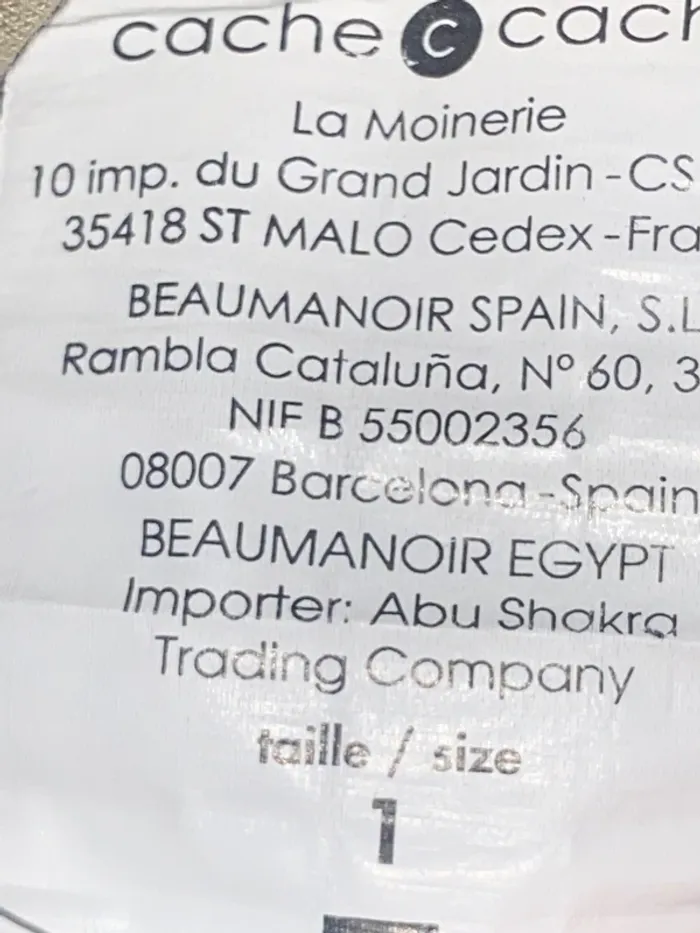 cache c cach
La Moinerie
10 imp. du Grand Jardin - CS
35418 ST MALO Cedex - Fra
BEAUMANOIR SPAIN, S.L
Rambla Cataluña, Nº 60, 3
NIF B 55002356
08007 Barcelona - Spain
BEAUMANOIR EGYPT
Importer: Abu Shakra
Trading Company
taille / size
1